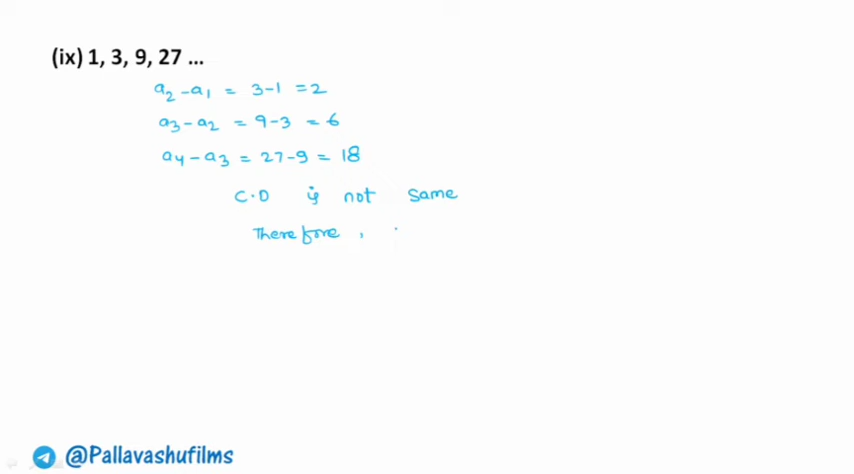 (ix) 1, 3, 9, 27 ...
a₂ - a₁ = 3-1 = 2
a₃ - a₂ = 9-3 = 6
a₄ - a₃ = 27-9 = 18
C.D is not same
Therefore ,
@Pallavashufilms